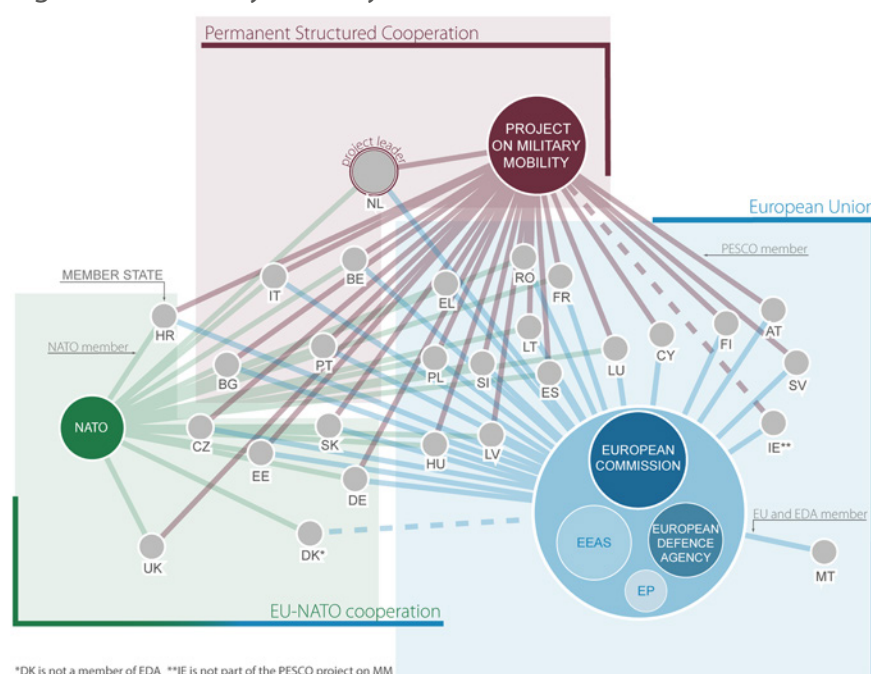 Permanent Structured Cooperation
PROJECT
ON MILITARY
MOBILITY
project leader
NL
European Union
PESCO member
MEMBER STATE
BE
RO
IT
EL
FR
HR
AT
NATO member
LT
FI
PT
CY
BG
PL
SI
LU
SV
ES
NATO
CZ
SK
LV
IE**
EE
HU
EUROPEAN
COMMISSION
DE
EU and EDA member
EEAS
EUROPEAN
DEFENCE
AGENCY
UK
DK*
MT
EP
EU-NATO cooperation
*DK is not a member of EDA **IE is not part of the PESCO project on MM